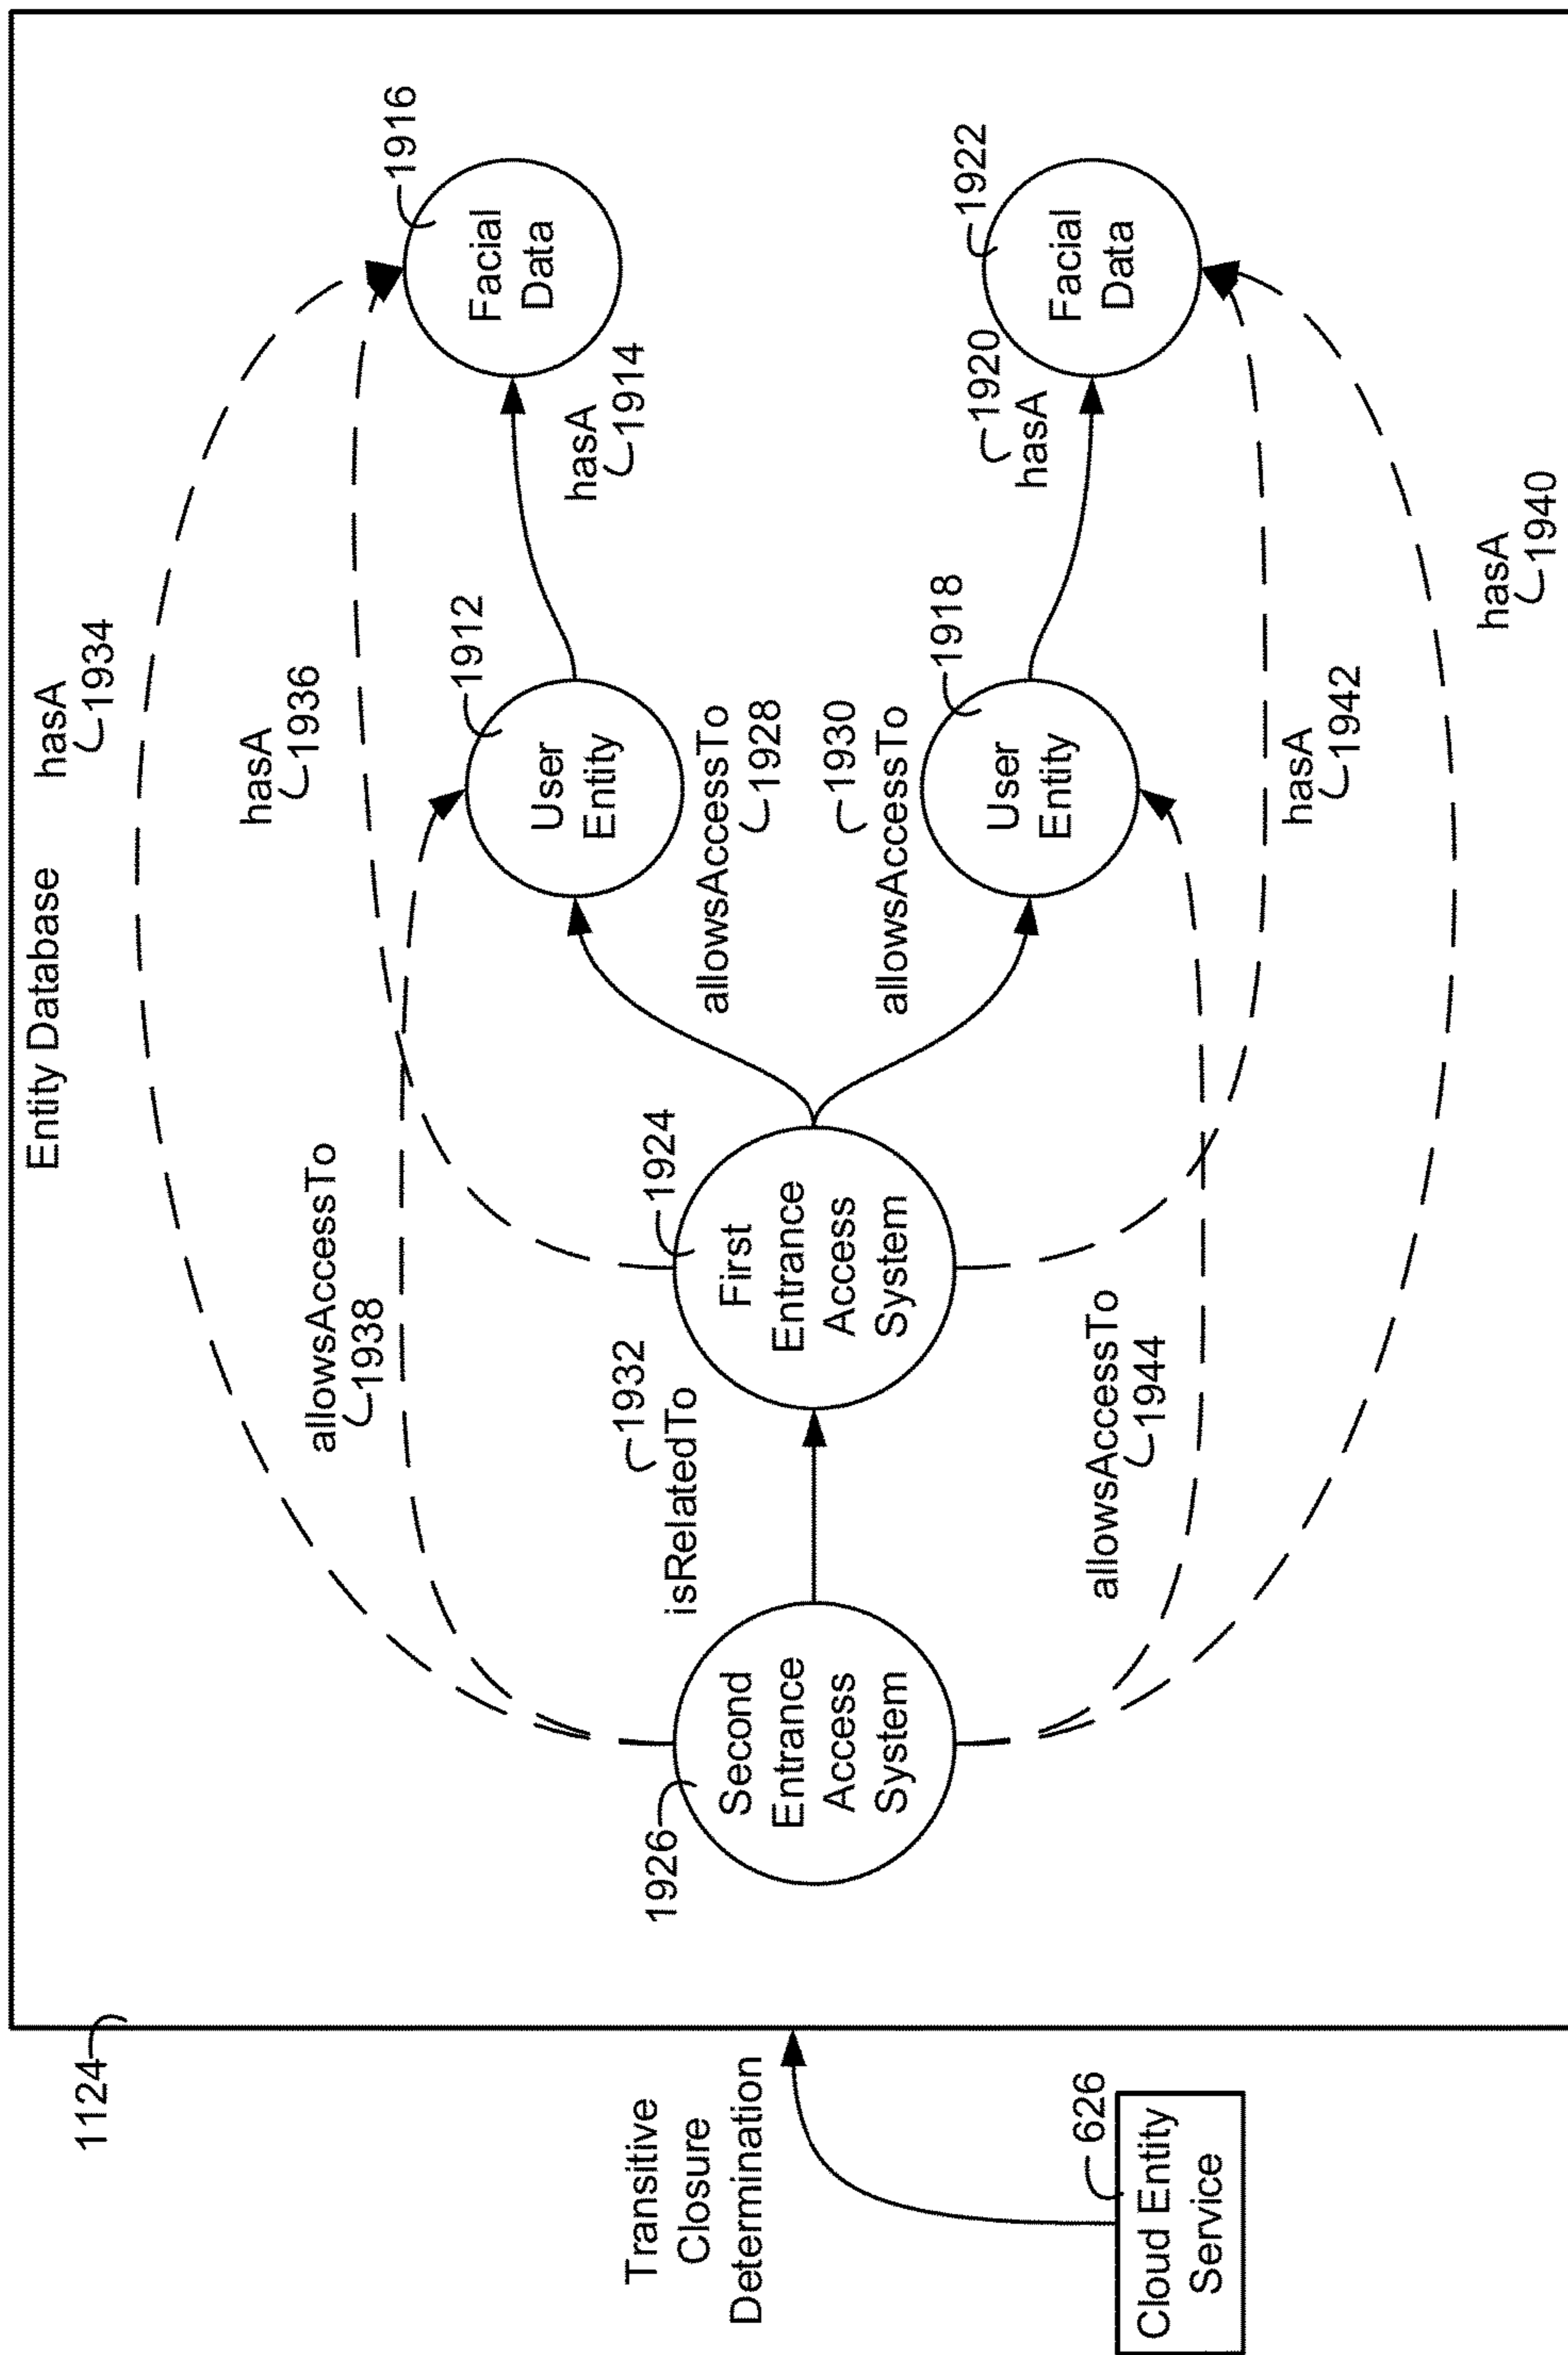 Entity Database
1124
hasA
1934
hasA
1936
allowsAccessTo
1938
Facial
Data
1916
hasA
1914
User
Entity
1912
allowsAccessTo
1928
1930
allowsAccessTo
First
Entrance
Access
System
1924
1932
isRelatedTo
Second
Entrance
Access
System
1926
User
Entity
1918
1920
hasA
Facial
Data
1922
allowsAccessTo
1944
hasA
1942
hasA
1940
Transitive
Closure
Determination
626
Cloud Entity
Service